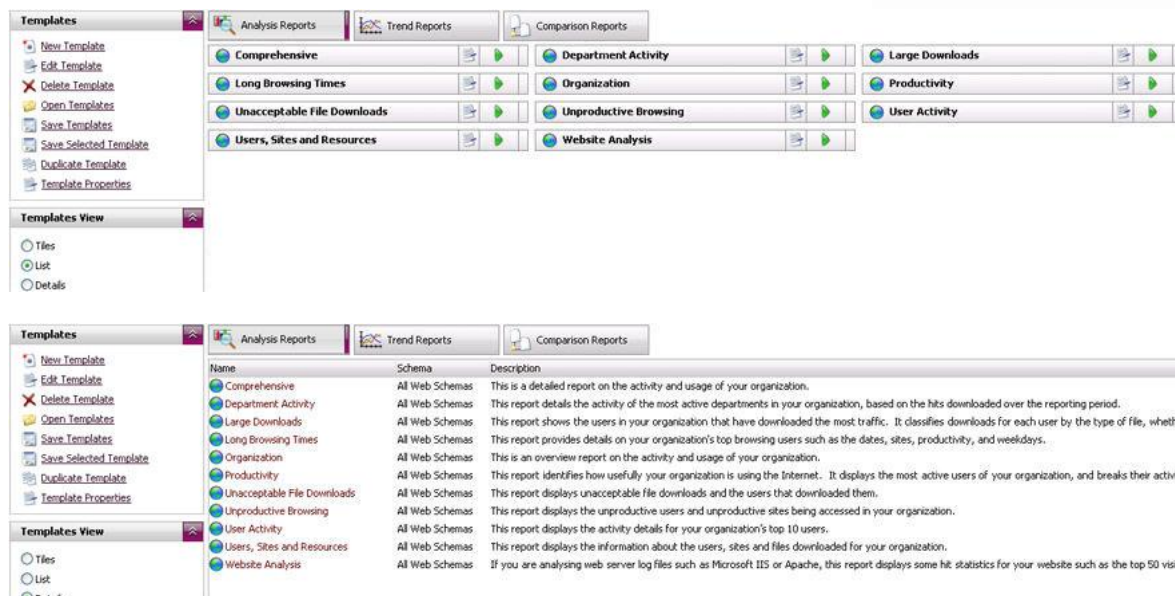 Templates
New Template
Edit Template
Delete Template
Open Templates
Save Templates
Save Selected Template
Duplicate Template
Template Properties
Templates View
Tiles
List
Details
Analysis Reports Trend Reports Comparison Reports
Comprehensive Department Activity Large Downloads
Long Browsing Times Organization Productivity
Unacceptable File Downloads Unproductive Browsing User Activity
Users, Sites and Resources Website Analysis
Templates
New Template
Edit Template
Delete Template
Open Templates
Save Templates
Save Selected Template
Duplicate Template
Template Properties
Templates View
Tiles
List
Analysis Reports Trend Reports Comparison Reports
Name Schema Description
Comprehensive All Web Schemas This is a detailed report on the activity and usage of your organization.
Department Activity All Web Schemas This report details the activity of the most active departments in your organization, based on the hits downloaded over the reporting period.
Large Downloads All Web Schemas This report shows the users in your organization that have downloaded the most traffic. It classifies downloads for each user by the type of file, wheth
Long Browsing Times All Web Schemas This report provides details on your organization's top browsing users such as the dates, sites, productivity, and weekdays.
Organization All Web Schemas This is an overview report on the activity and usage of your organization.
Productivity All Web Schemas This report identifies how usefully your organization is using the Internet. It displays the most active users of your organization, and breaks their activ
Unacceptable File Downloads All Web Schemas This report displays unacceptable file downloads and the users that downloaded them.
Unproductive Browsing All Web Schemas This report displays the unproductive users and unproductive sites being accessed in your organization.
User Activity All Web Schemas This report displays the activity details for your organization's top 10 users.
Users, Sites and Resources All Web Schemas This report displays the information about the users, sites and files downloaded for your organization.
Website Analysis All Web Schemas If you are analysing web server log files such as Microsoft IIS or Apache, this report displays some hit statistics for your website such as the top 50 visi